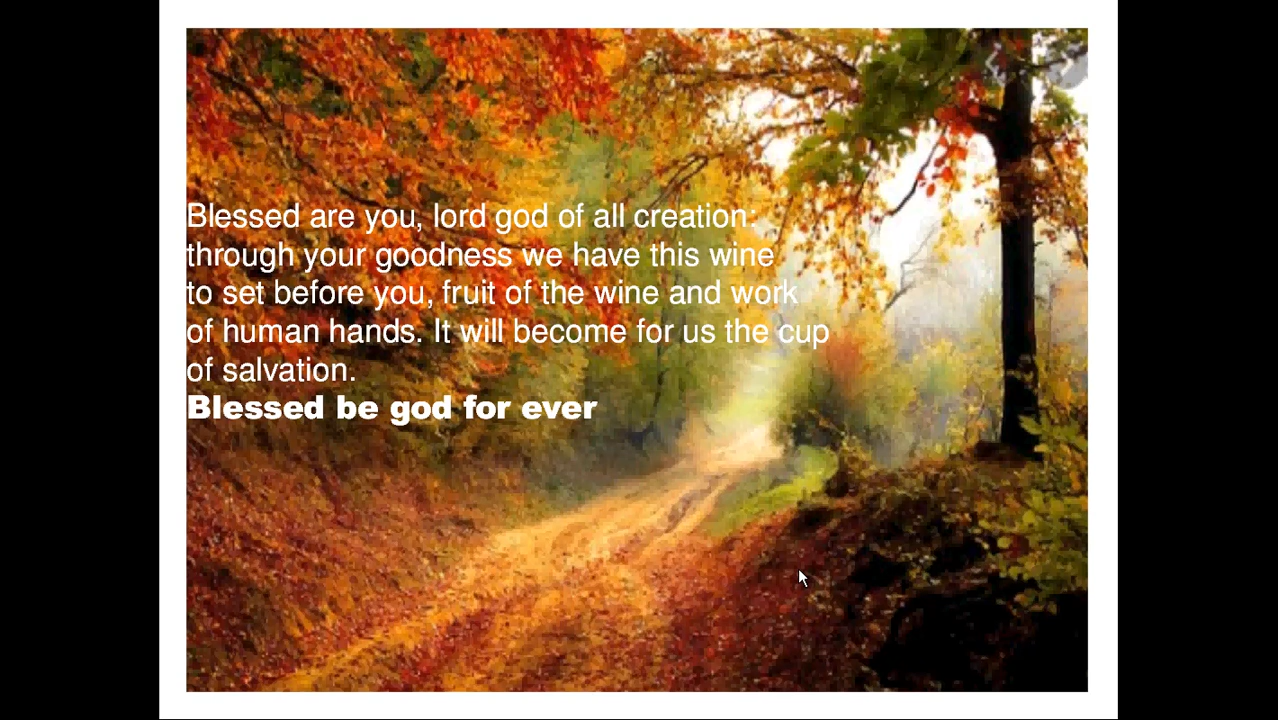 Blessed are you, lord god of all creation:
through your goodness we have this wine
to set before you, fruit of the wine and work
of human hands. It will become for us the cup
of salvation.
Blessed be god for ever